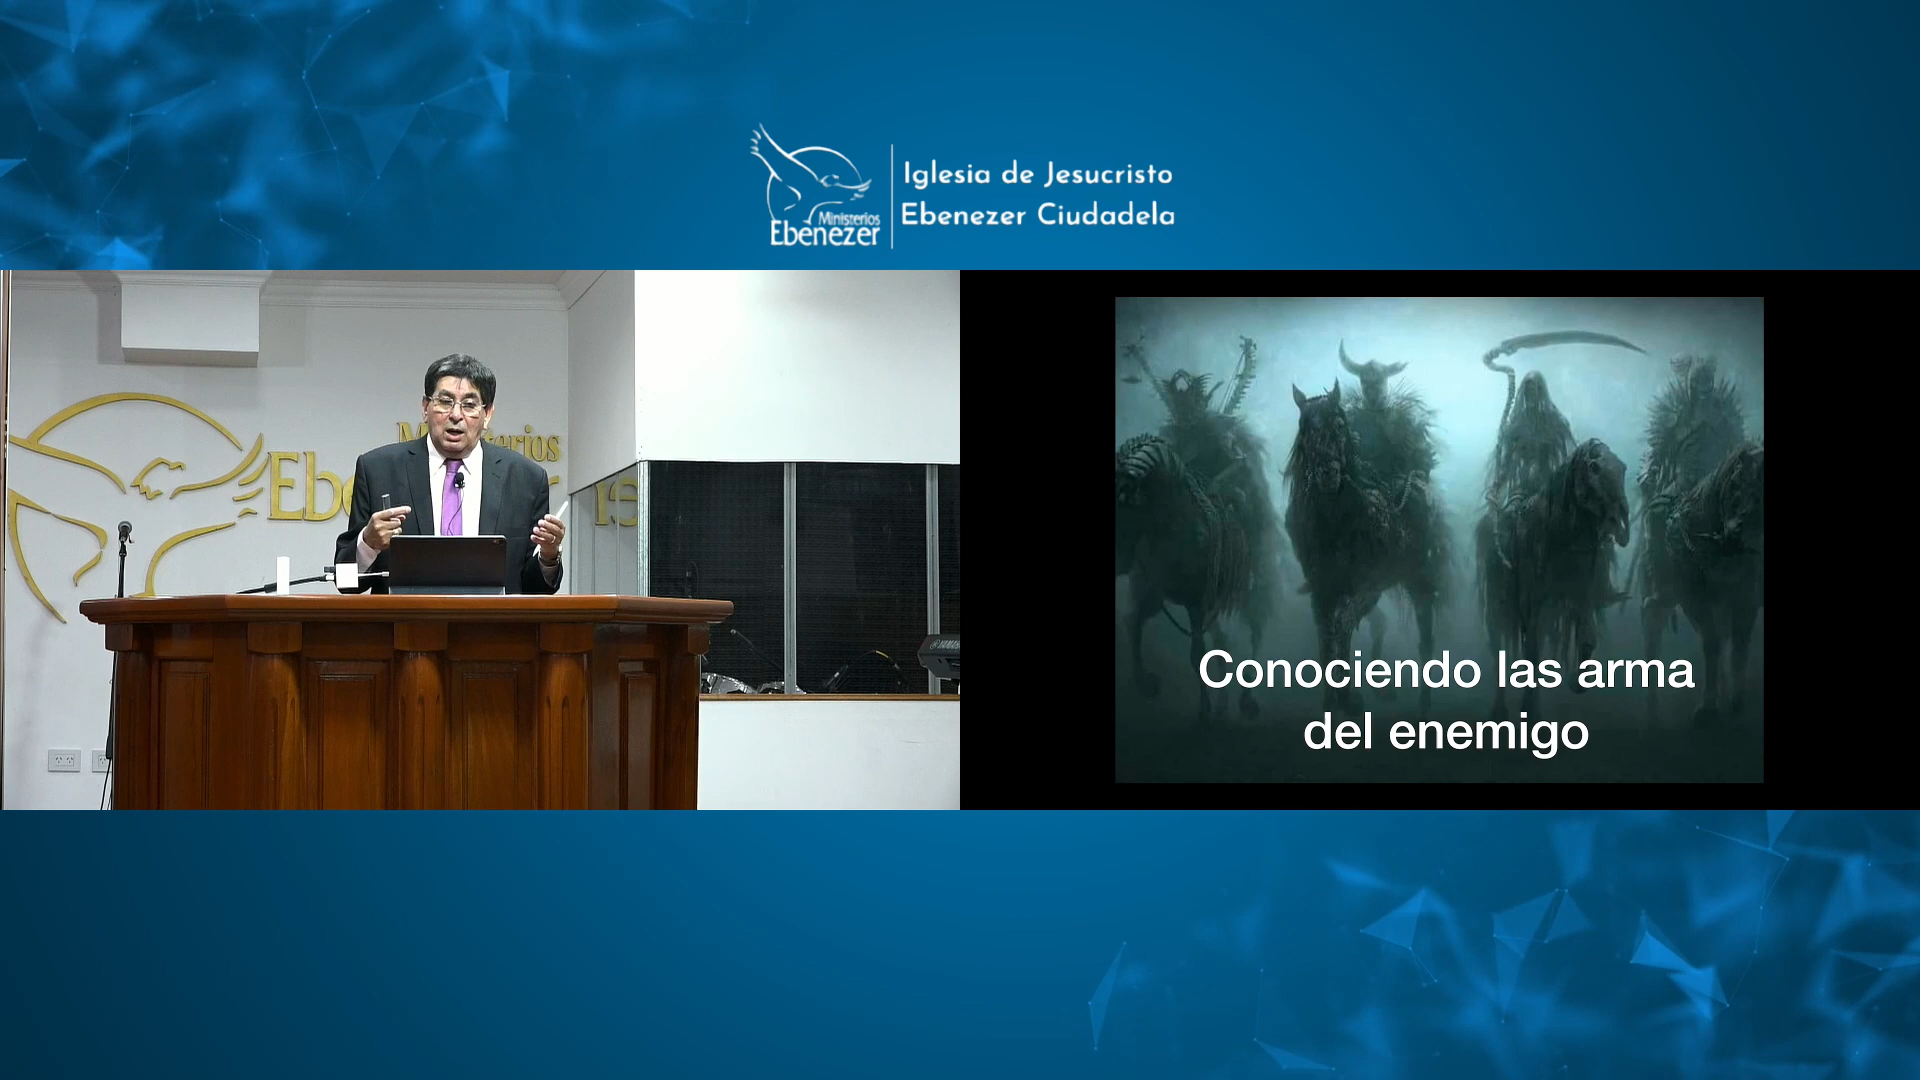 Iglesia de Jesucristo
Ebenezer Ciudadela
Ministerios
Ebenezer
Conociendo las arma
del enemigo